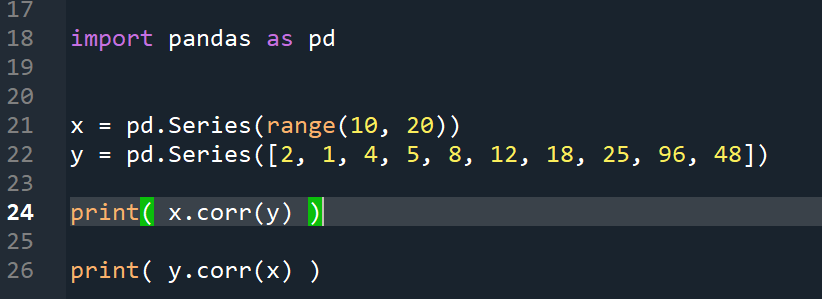 17
18 import pandas as pd
19
20
21 x = pd.Series(range(10, 20))
22 y = pd.Series([2, 1, 4, 5, 8, 12, 18, 25, 96, 48])
23
24 print( x.corr(y) )
25
26 print( y.corr(x) )